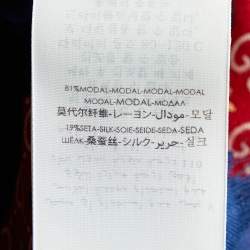 81%MODAL-MODAL-MODAL-MODAL
MODAL-MODAL-МОДАЛ
莫代尔纤维-レーヨン-مودال-모달
19%SETA-SILK-SOIE-SEIDE-SEDA-SEDA
ШЁЛК-桑蚕丝-シルク-حرير-실크